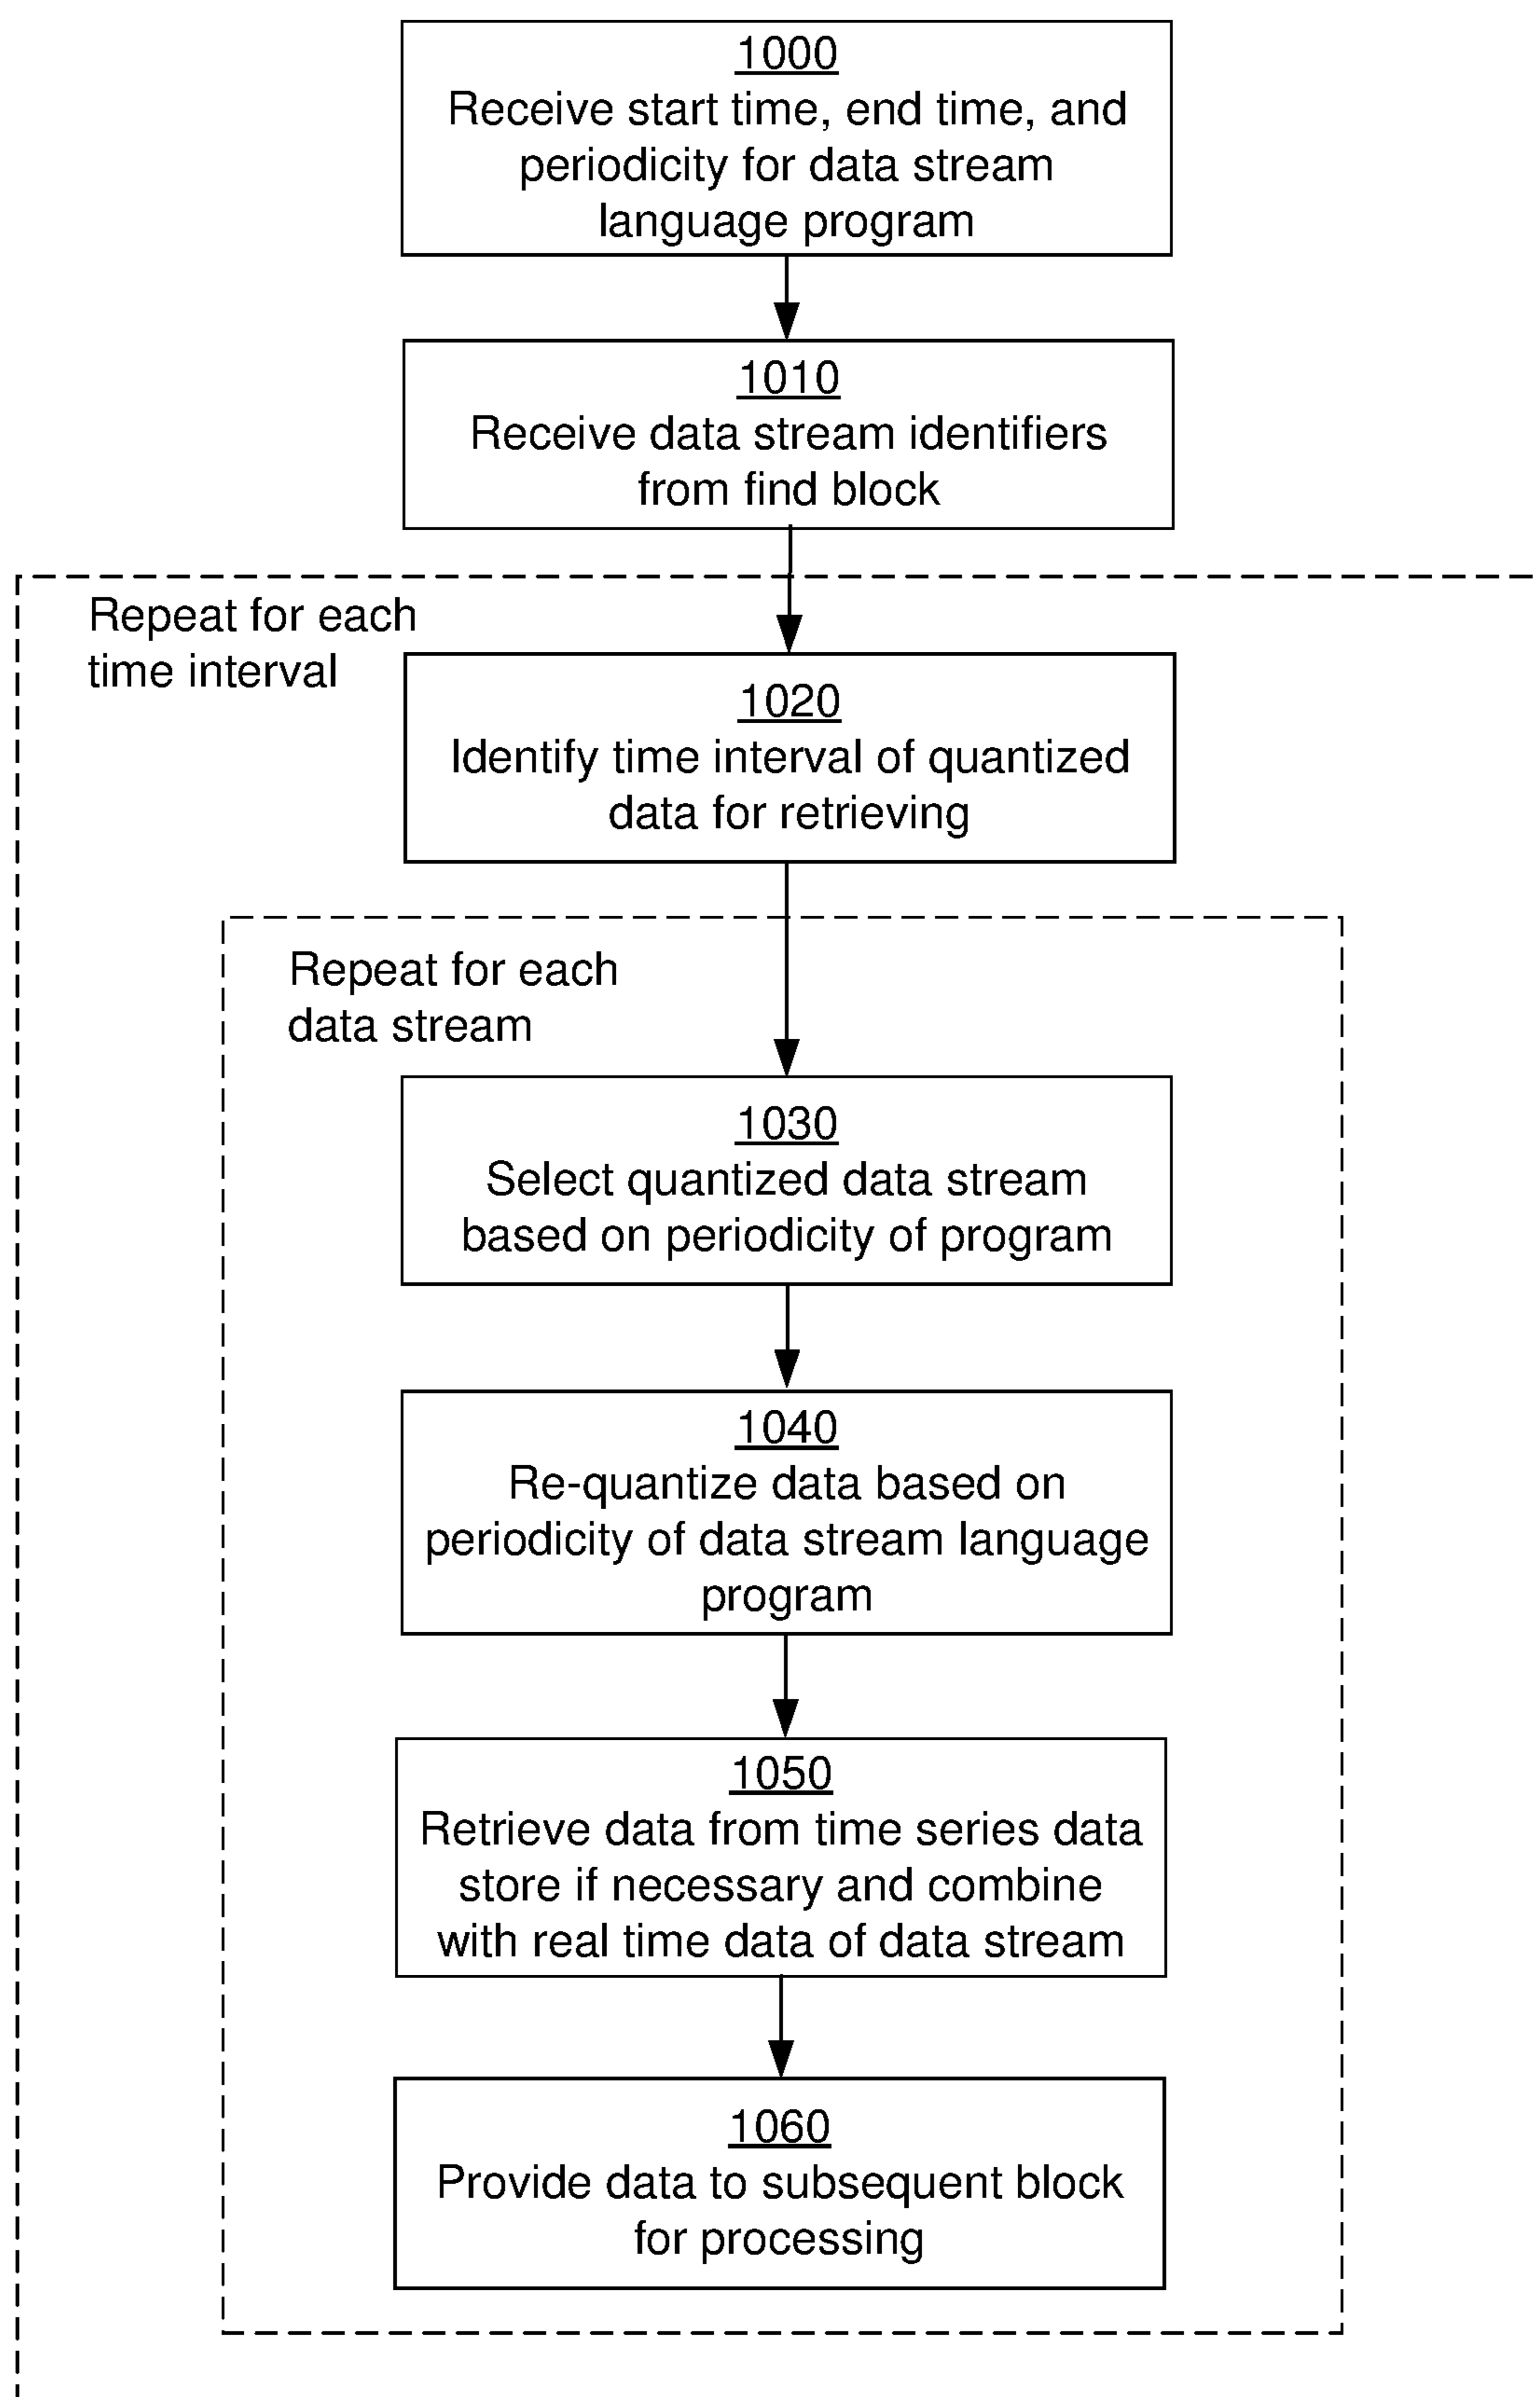 1000
Receive start time, end time, and
periodicity for data stream
language program
1010
Receive data stream identifiers
from find block
Repeat for each
time interval
1020
Identify time interval of quantized
data for retrieving
Repeat for each
data stream
1030
Select quantized data stream
based on periodicity of program
1040
Re-quantize data based on
periodicity of data stream language
program
1050
Retrieve data from time series data
store if necessary and combine
with real time data of data stream
1060
Provide data to subsequent block
for processing